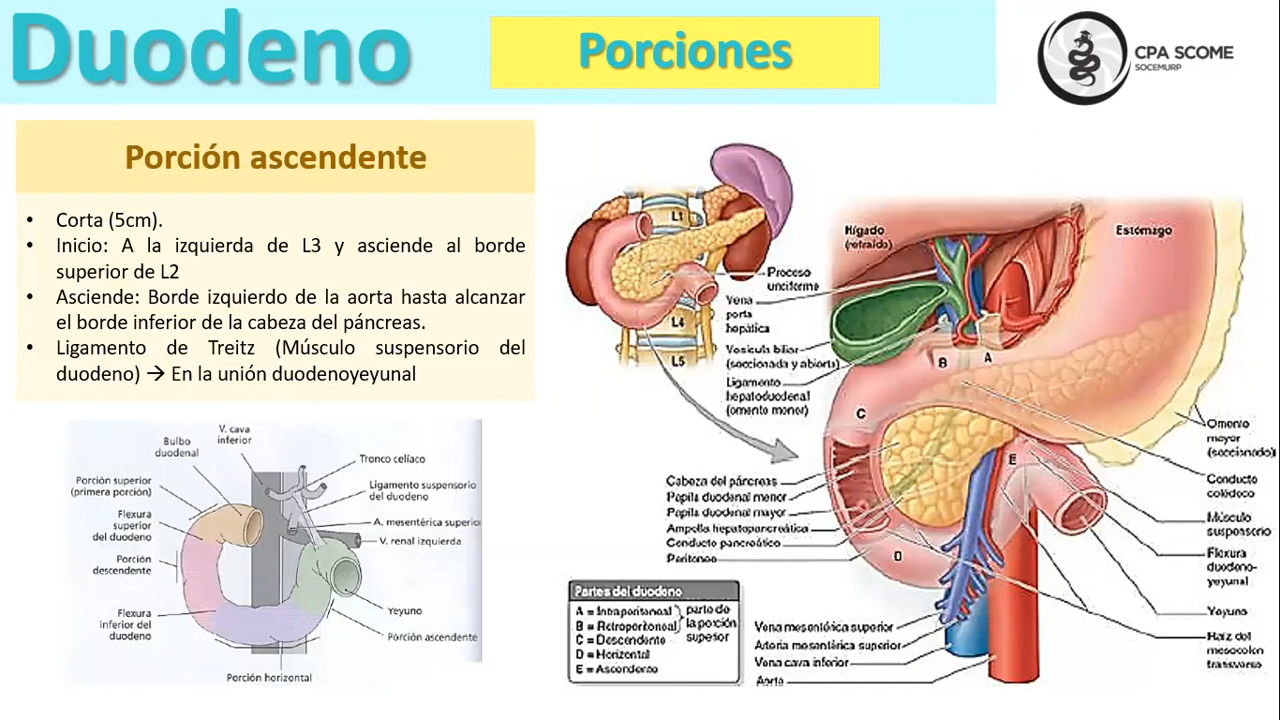 Duodeno
Porciones
CPA SCOME
SOCEMURP
Porción ascendente
• Corta (5cm).
• Inicio: A la izquierda de L3 y asciende al borde
superior de L2
• Asciende: Borde izquierdo de la aorta hasta alcanzar
el borde inferior de la cabeza del páncreas.
• Ligamento de Treitz (Músculo suspensorio del
duodeno) → En la unión duodenoyeyunal
V. cava
inferior
Bulbo
duodenal
Tronco celíaco
Porción superior
(primera porción)
Ligamento suspensorio
del duodeno
Flexura
superior
del duodeno
A. mesentérica superio
V. renal izquierda
Porción
descendente
Flexura
inferior del
duodeno
Yeyuno
Porción ascendente
Porción horizontal
L1
L4
L5
Proceso
unciforme
Vena
porta
hepática
Vesícula biliar
(seccionada y abierta)
Ligamento
hepatoduodenal
(omento menor)
Hígado
(retraído)
Estómago
A
B
C
D
E
Cabeza del páncreas
Papila duodenal menor
Papila duodenal mayor
Ampolla hepatopancreática
Conducto pancreático
Peritoneo
Omento
mayor
(seccionado)
Conducto
colédoco
Músculo
suspensorio
Flexura
duodeno-
yeyunal
Yeyuno
Raíz del
mesocolon
transverso
Partes del duodeno
A = Intraperitoneal
B = Retroperitoneal
parte de
la porción
superior
C = Descendente
D = Horizontal
E = Ascendente
Vena mesentérica superior
Arteria mesentérica superior
Vena cava inferior
Aorta